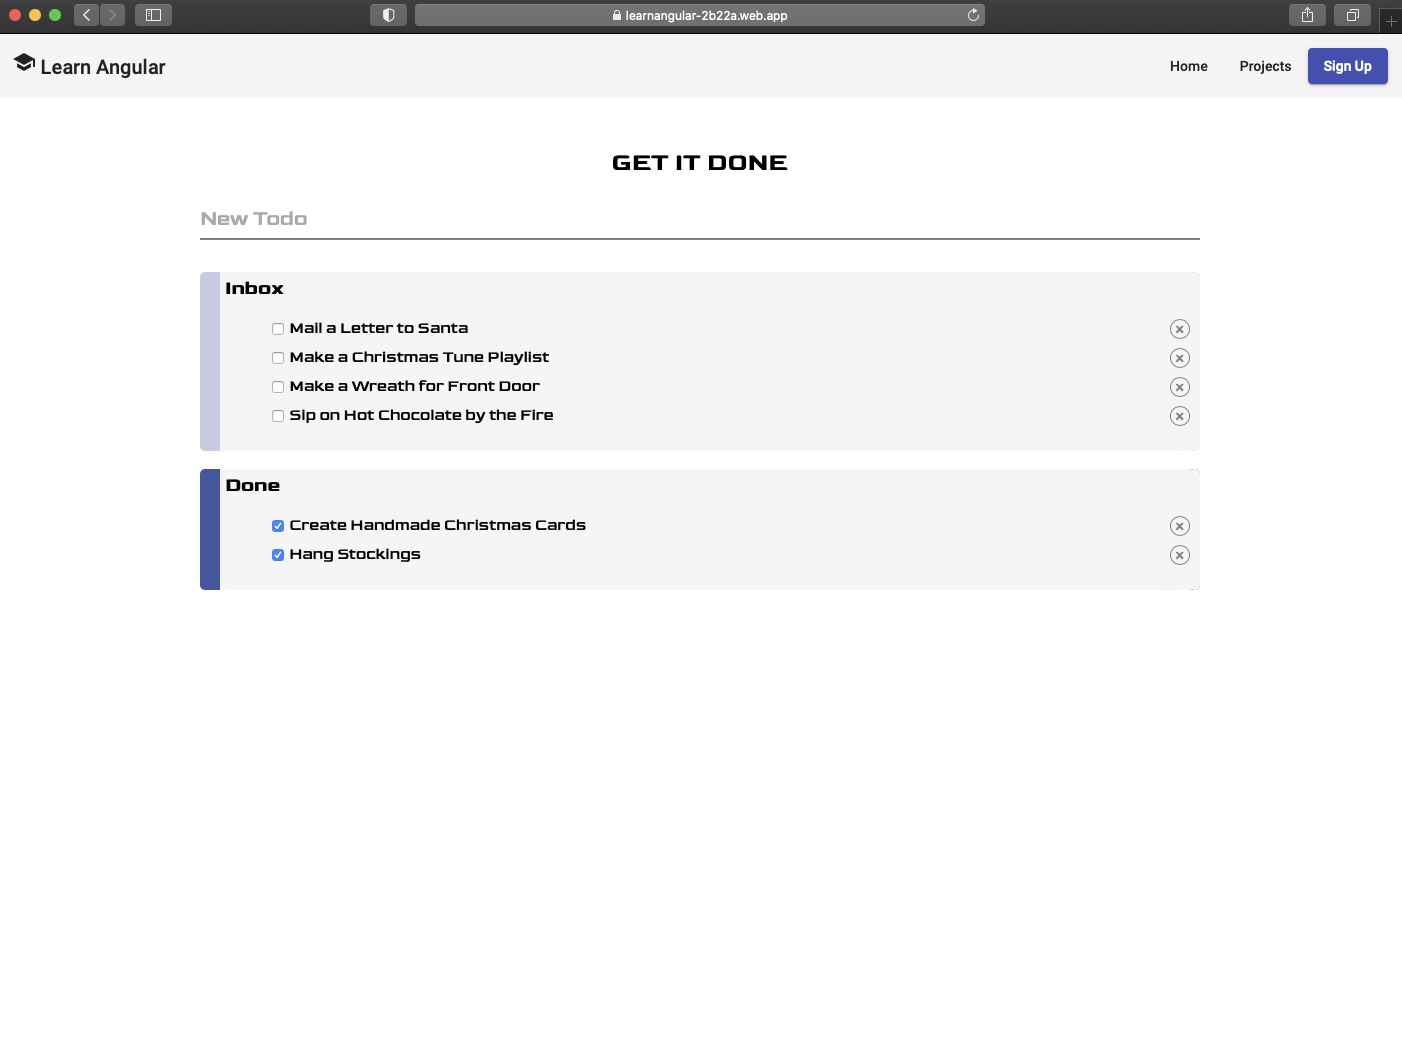 learnangular-2b22a.web.app
Learn Angular
Home
Projects
Sign Up
GET IT DONE
New Todo
Inbox
Mail a Letter to Santa
Make a Christmas Tune Playlist
Make a Wreath for Front Door
Sip on Hot Chocolate by the Fire
Done
Create Handmade Christmas Cards
Hang Stockings